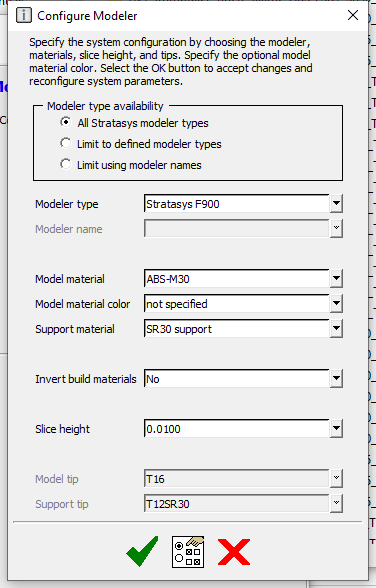 Configure Modeler
Specify the system configuration by choosing the modeler,
materials, slice height, and tips. Specify the optional model
material color. Select the OK button to accept changes and
reconfigure system parameters.
Modeler type availability
All Stratasys modeler types
Limit to defined modeler types
Limit using modeler names
Modeler type Stratasys F900
Modeler name
Model material ABS-M30
Model material color not specified
Support material SR30 support
Invert build materials No
Slice height 0.0100
Model tip T16
Support tip T12SR30